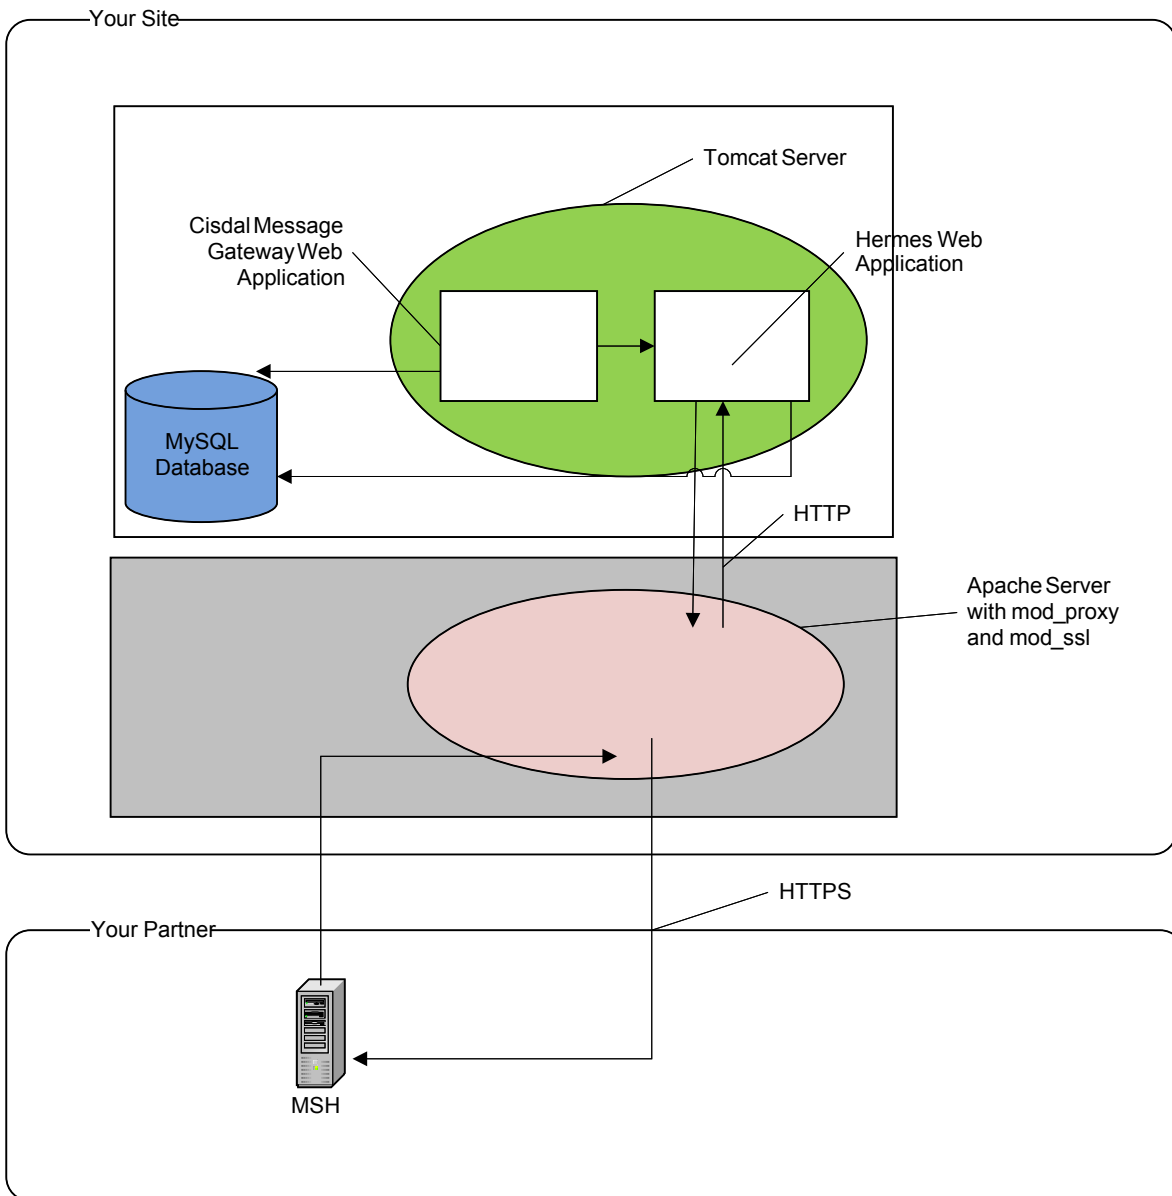 Your Site
Tomcat Server
Cisdal Message
Gateway Web
Application
Hermes Web
Application
MySQL
Database
HTTP
Apache Server
with mod_proxy
and mod_ssl
HTTPS
Your Partner
MSH